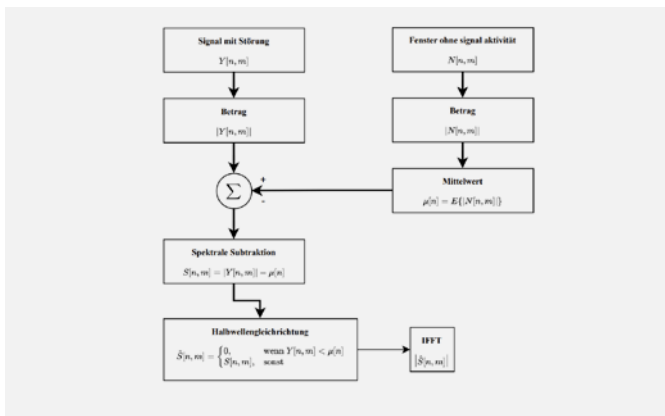 Signal mit Störung
Y[n, m]
Fenster ohne signal aktivität
N[n, m]
Betrag
|Y[n, m]|
Betrag
|N[n, m]|
Σ
+
-
Mittelwert
μ[n] = E{|N[n, m]|}
Spektrale Subtraktion
S[n, m] = |Y[n, m]| − μ[n]
Halbwellengleichrichtung
Ŝ[n, m] = { 0, wenn Y[n, m] < μ[n]
S[n, m], sonst
IFFT
|Ŝ[n, m]|